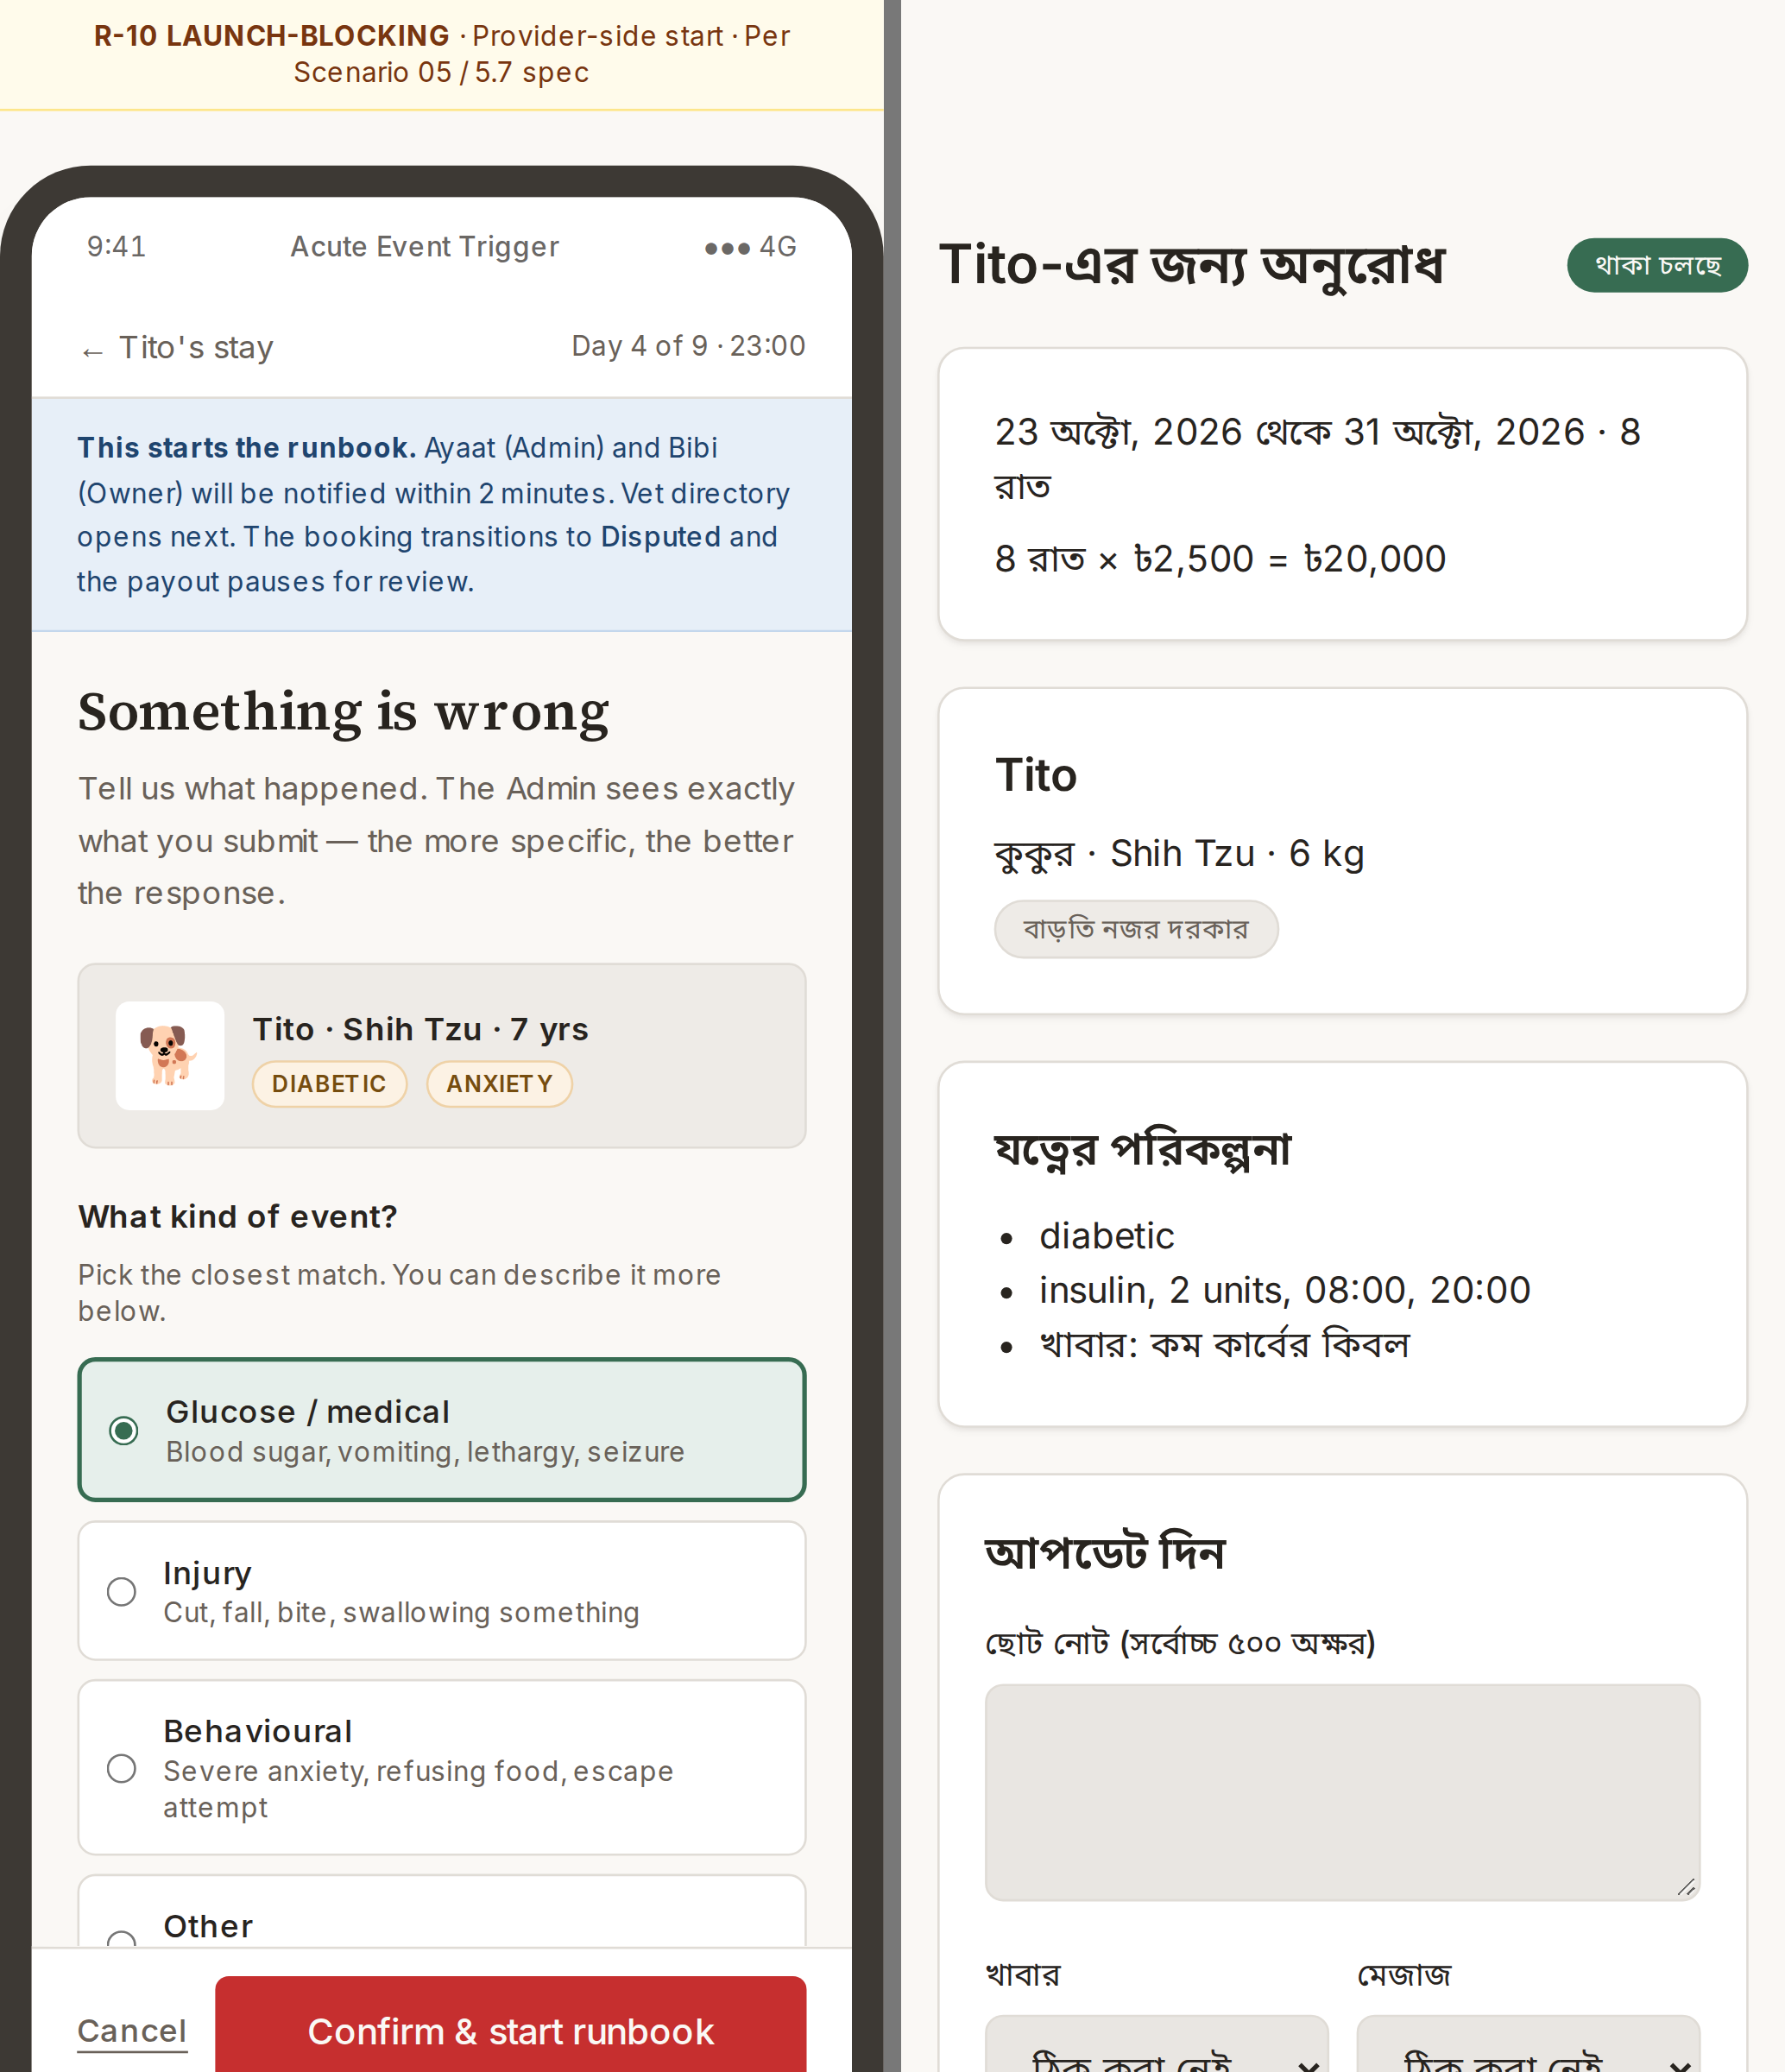 R-10 LAUNCH-BLOCKING · Provider-side start · Per
Scenario 05 / 5.7 spec
9:41
Acute Event Trigger
●●● 4G
← Tito's stay
Day 4 of 9 · 23:00
This starts the runbook. Ayaat (Admin) and Bibi
(Owner) will be notified within 2 minutes. Vet directory
opens next. The booking transitions to Disputed and
the payout pauses for review.
Something is wrong
Tell us what happened. The Admin sees exactly
what you submit — the more specific, the better
the response.
Tito · Shih Tzu · 7 yrs
DIABETIC
ANXIETY
What kind of event?
Pick the closest match. You can describe it more
below.
Glucose / medical
Blood sugar, vomiting, lethargy, seizure
Injury
Cut, fall, bite, swallowing something
Behavioural
Severe anxiety, refusing food, escape
attempt
Other
Cancel
Confirm & start runbook
Tito-এর জন্য অনুরোধ
থাকা চলছে
23 অক্টো, 2026 থেকে 31 অক্টো, 2026 · 8
রাত
8 রাত × ৳2,500 = ৳20,000
Tito
কুকুর · Shih Tzu · 6 kg
বাড়তি নজর দরকার
যত্নের পরিকল্পনা
• diabetic
• insulin, 2 units, 08:00, 20:00
• খাবার: কম কার্বের কিবল
আপডেট দিন
ছোট নোট (সর্বোচ্চ ৫০০ অক্ষর)
খাবার
মেজাজ
ঠিক করা নেই
ঠিক করা নেই